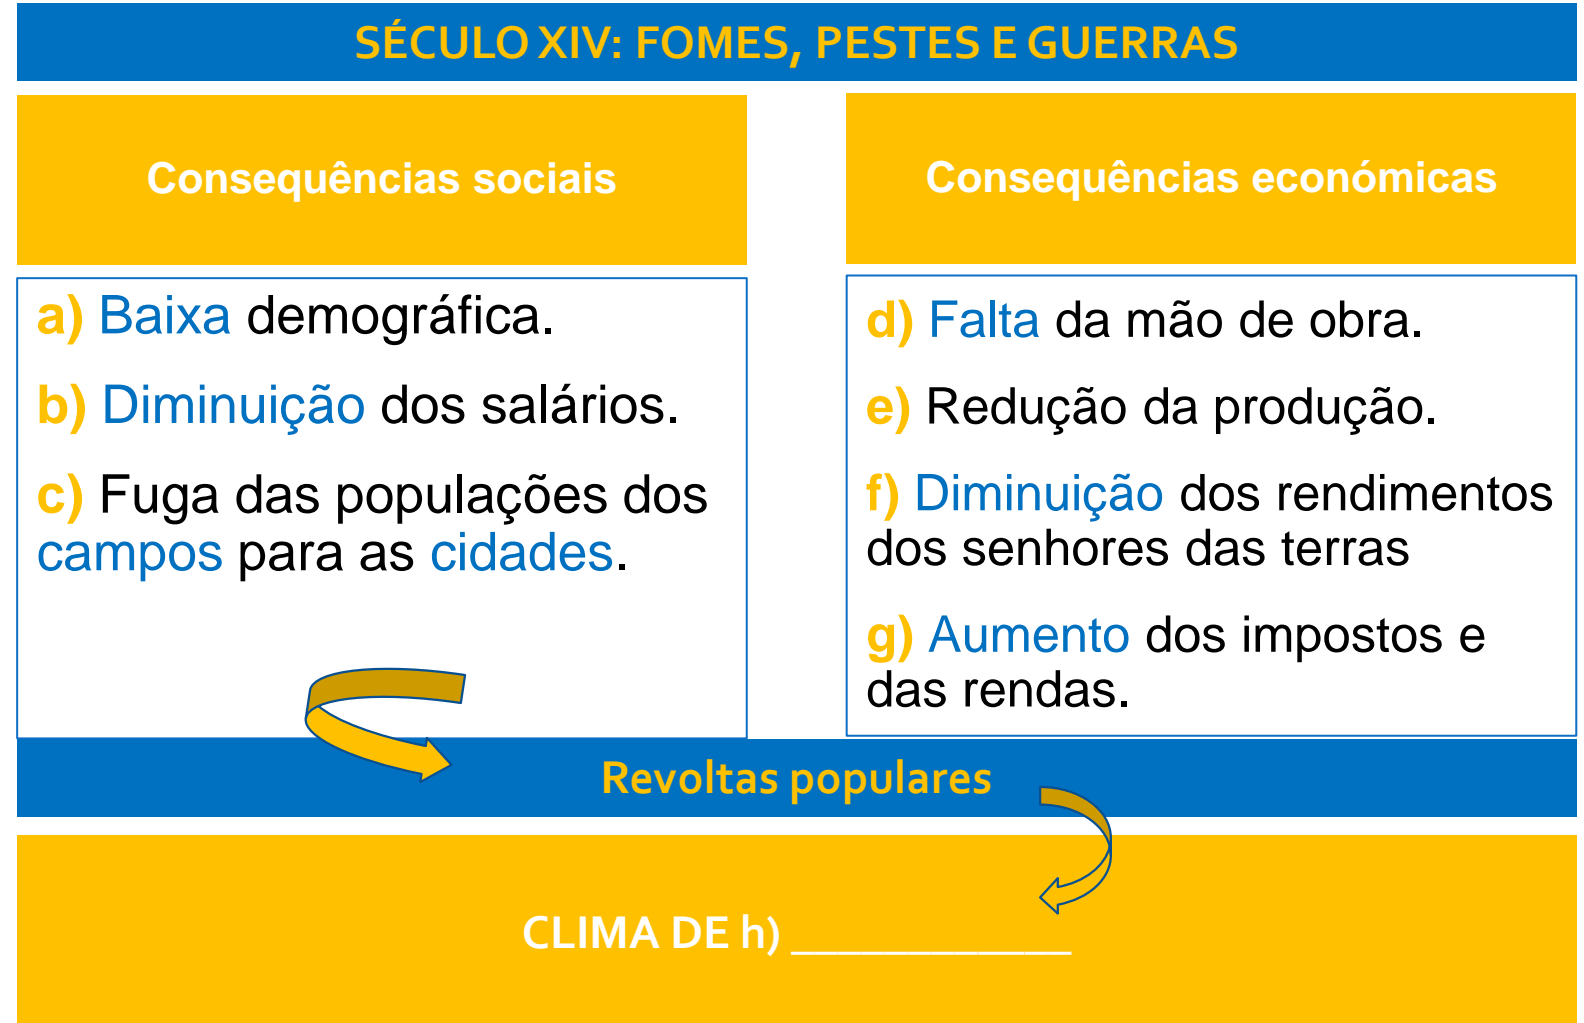 SÉCULO XIV: FOMES, PESTES E GUERRAS
Consequências sociais
a) Baixa demográfica.
b) Diminuição dos salários.
c) Fuga das populações dos
campos para as cidades.
Consequências económicas
d) Falta da mão de obra.
e) Redução da produção.
f) Diminuição dos rendimentos
dos senhores das terras
g) Aumento dos impostos e
das rendas.
Revoltas populares
CLIMA DE h) ____________